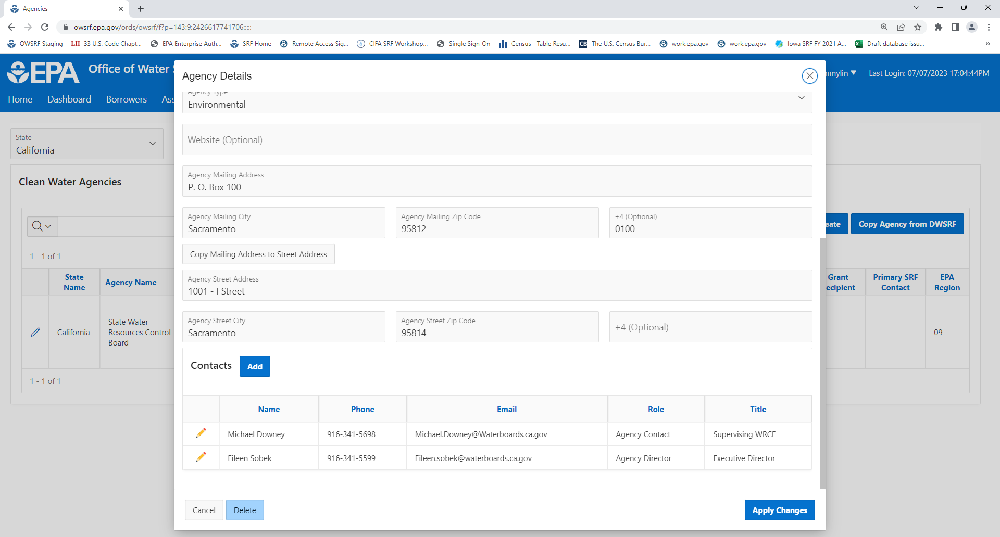 Agencies
owsrf.epa.gov/ords/owsrf/f?p=143:9:2426617741706:::::
OWSRF Staging
LII 33 U.S. Code Chapt...
EPA Enterprise Auth...
SRF Home
Remote Access Sig...
CIFA SRF Workshop...
Single Sign-On
Census - Table Resu...
CB The U.S. Census Bur...
work.epa.gov
work.epa.gov
Iowa SRF FY 2021 A...
Draft database issu...
EPA
Office of Water
mmylin
Last Login: 07/07/2023 17:04:44PM
Home
Dashboard
Borrowers
Ass
State
California
Clean Water Agencies
eate
Copy Agency from DWSRF
1 - 1 of 1
State Name
Agency Name
Grant
ecipient
Primary SRF Contact
EPA Region
California
State Water
Resources Control
Board
-
09
1 - 1 of 1
Agency Details
Agency Type
Environmental
Website (Optional)
Agency Mailing Address
P. O. Box 100
Agency Mailing City
Sacramento
Agency Mailing Zip Code
95812
+4 (Optional)
0100
Copy Mailing Address to Street Address
Agency Street Address
1001 - I Street
Agency Street City
Sacramento
Agency Street Zip Code
95814
+4 (Optional)
Contacts
Add
Name Phone Email Role Title
Michael Downey 916-341-5698 Michael.Downey@Waterboards.ca.gov Agency Contact Supervising WRCE
Eileen Sobek 916-341-5599 Eileen.sobek@waterboards.ca.gov Agency Director Executive Director
Cancel
Delete
Apply Changes